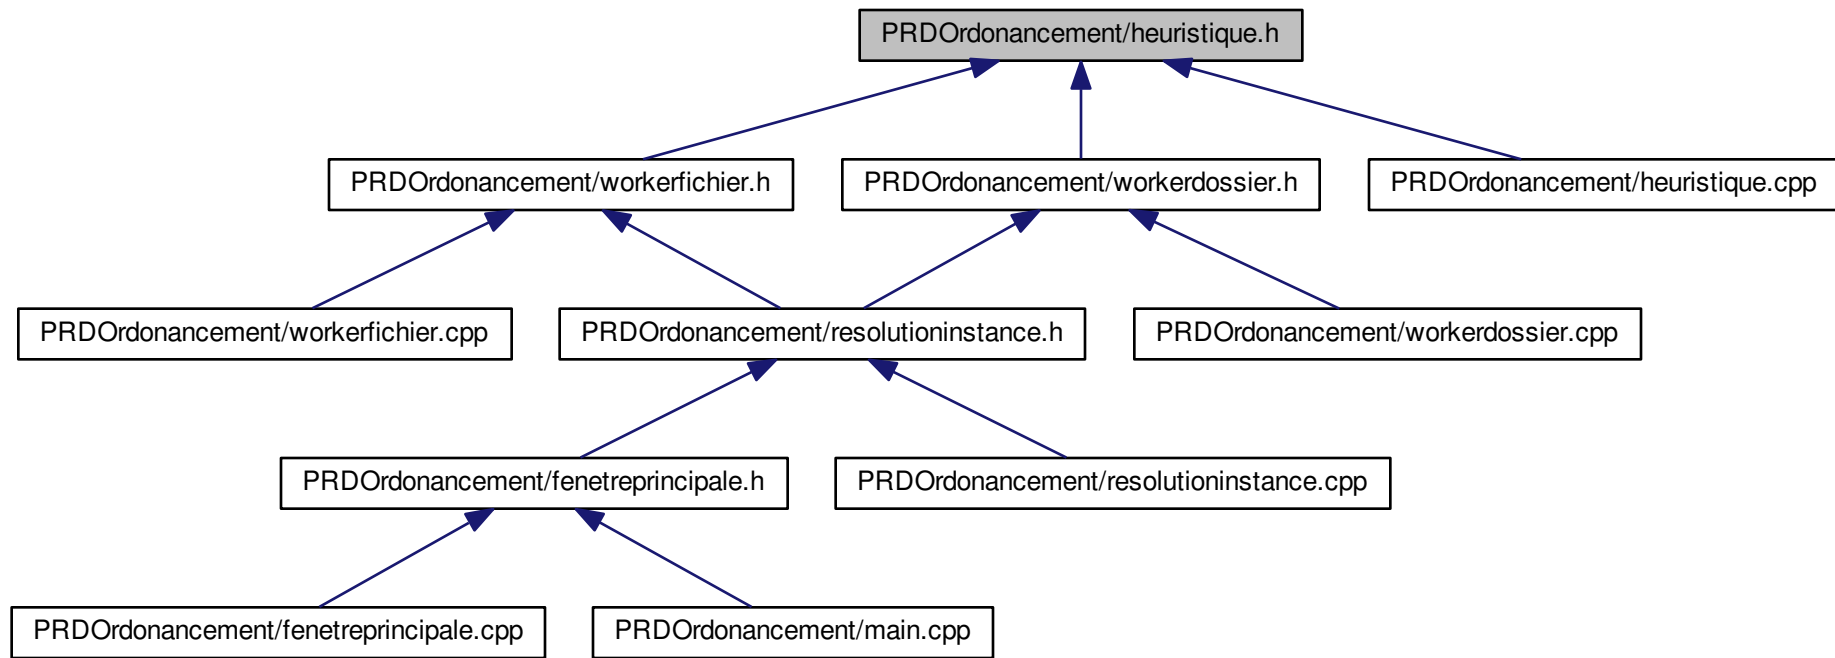 PRDOrdonancement/heuristique.h
PRDOrdonancement/workerfichier.h
PRDOrdonancement/workerdossier.h
PRDOrdonancement/heuristique.cpp
PRDOrdonancement/workerfichier.cpp
PRDOrdonancement/resolutioninstance.h
PRDOrdonancement/workerdossier.cpp
PRDOrdonancement/fenetreprincipale.h
PRDOrdonancement/resolutioninstance.cpp
PRDOrdonancement/fenetreprincipale.cpp
PRDOrdonancement/main.cpp